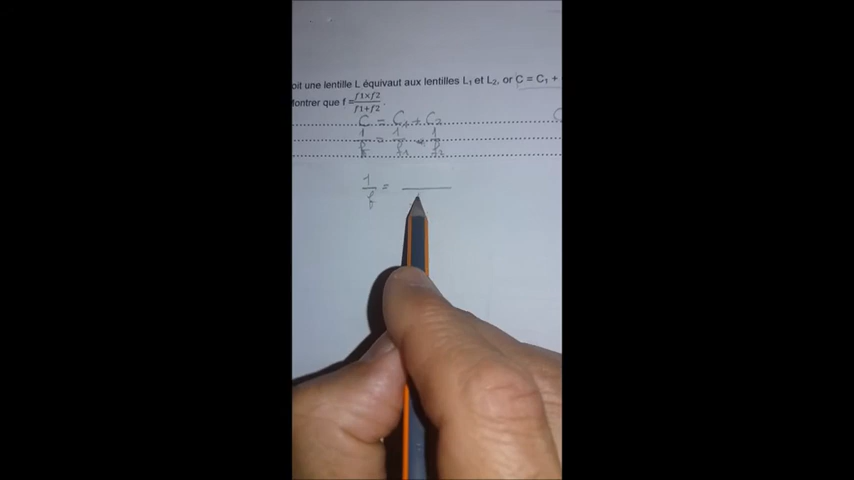 oit une lentille L équivaut aux lentilles L₁ et L₂, or C = C₁ +
ontrer que f = f1×f2 / f1+f2 .
C = C₁ + C₂
1/f = 1/f₁ + 1/f₂
1/f =